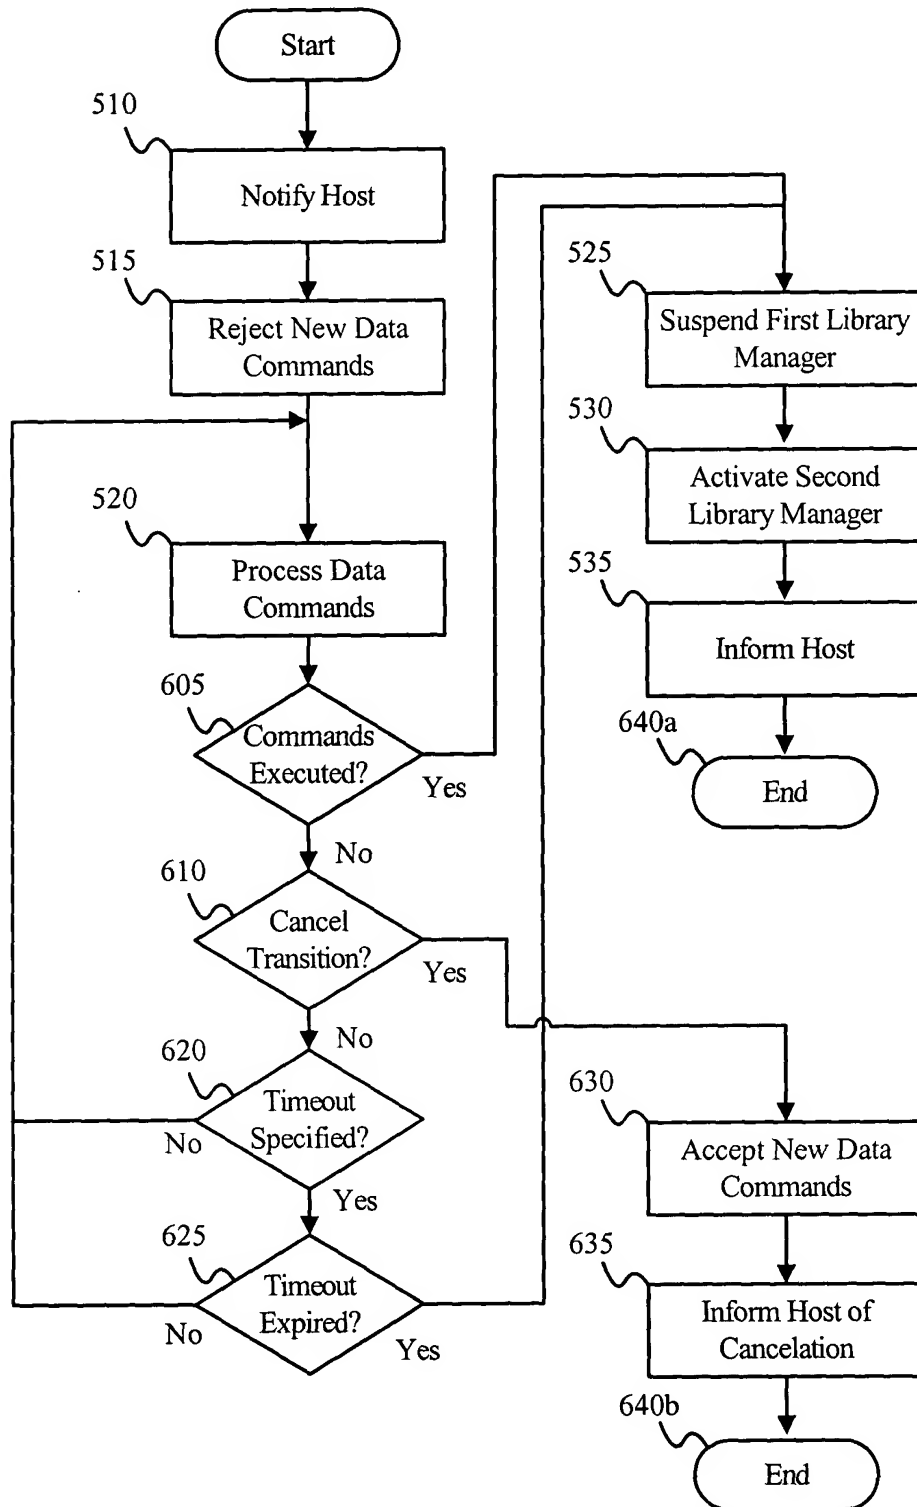 Start
510
Notify Host
515
Reject New Data
Commands
520
Process Data
Commands
605
Commands
Executed?
Yes
No
610
Cancel
Transition?
Yes
No
620
Timeout
Specified?
No
Yes
625
Timeout
Expired?
No
Yes
525
Suspend First Library
Manager
530
Activate Second
Library Manager
535
Inform Host
640a
End
630
Accept New Data
Commands
635
Inform Host of
Cancelation
640b
End